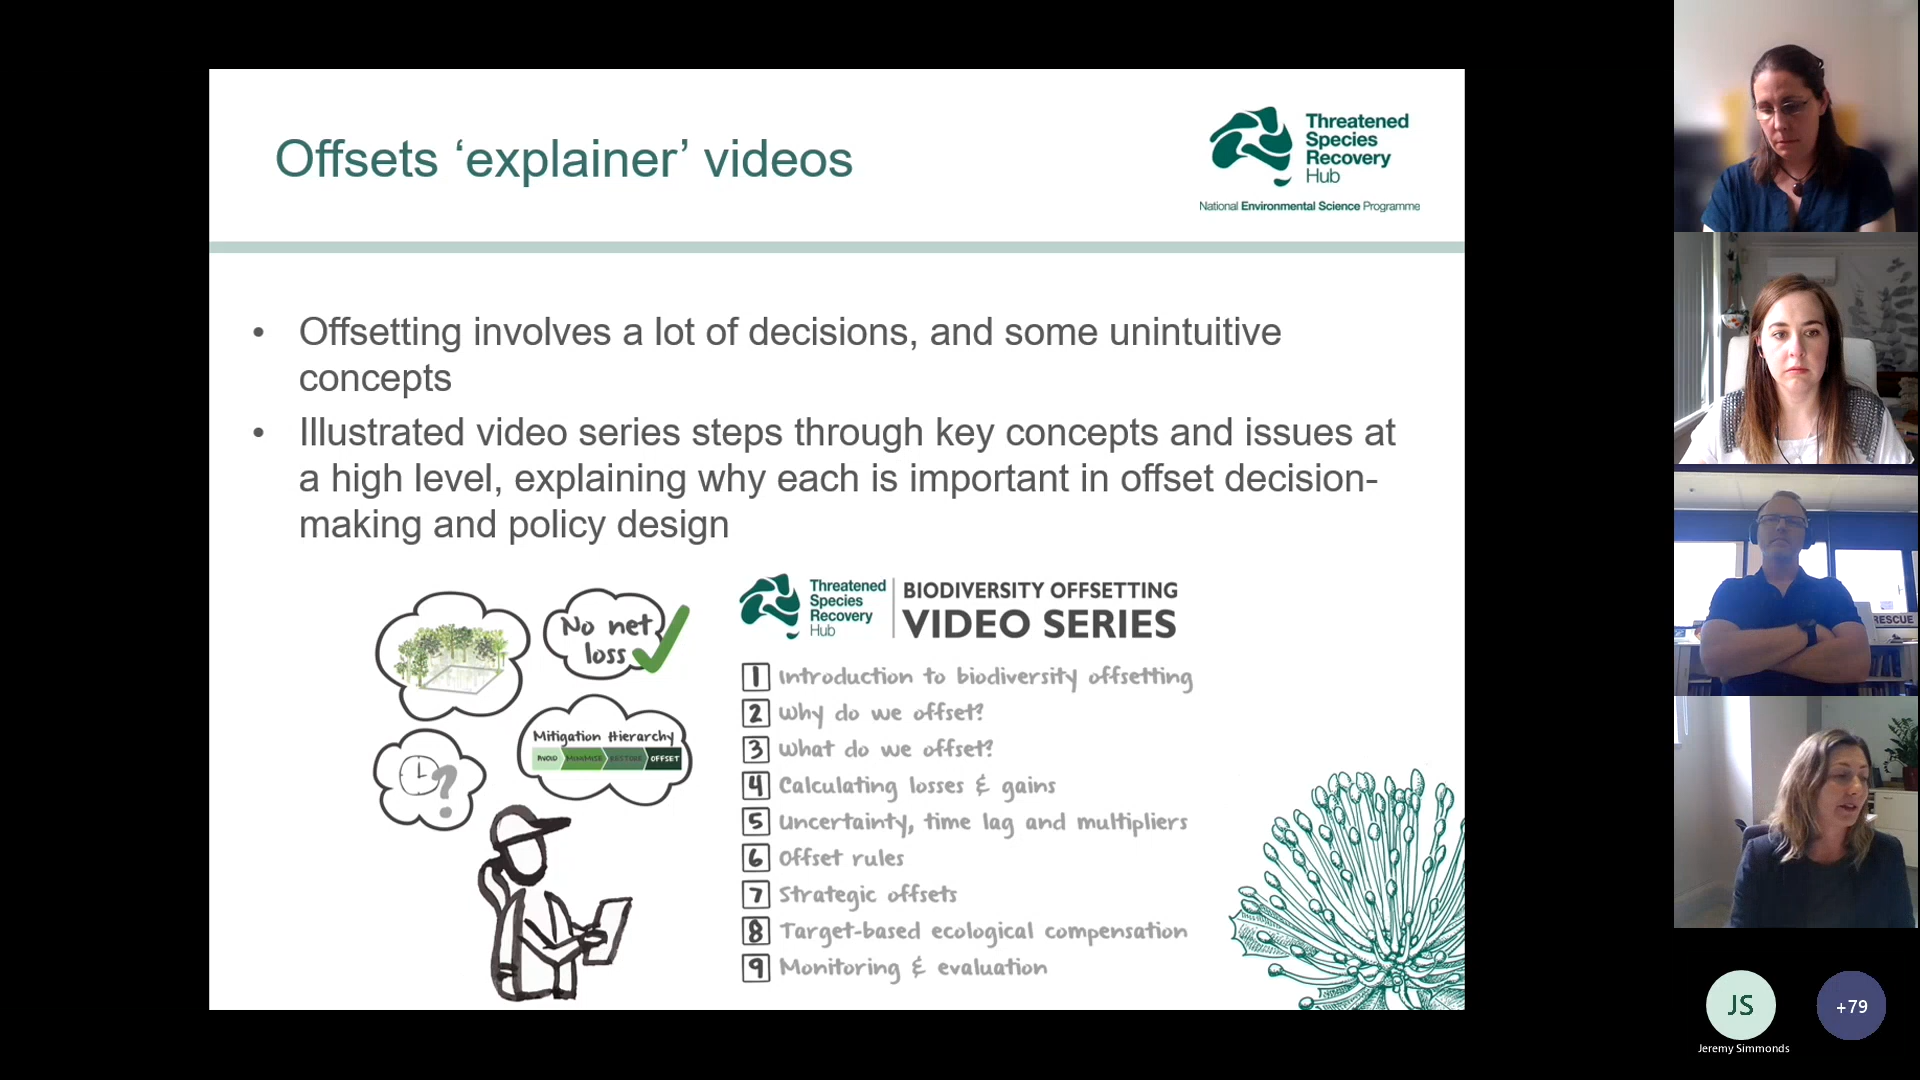 Offsets ‘explainer’ videos
Threatened
Species
Recovery
Hub
National Environmental Science Programme
• Offsetting involves a lot of decisions, and some unintuitive
concepts
• Illustrated video series steps through key concepts and issues at
a high level, explaining why each is important in offset decision-
making and policy design
No net
loss
Mitigation Hierarchy
AVOID MINIMISE RESTORE OFFSET
?
Threatened
Species
Recovery
Hub
BIODIVERSITY OFFSETTING
VIDEO SERIES
1 Introduction to biodiversity offsetting
2 Why do we offset?
3 What do we offset?
4 Calculating losses & gains
5 Uncertainty, time lag and multipliers
6 Offset rules
7 Strategic offsets
8 Target-based ecological compensation
9 Monitoring & evaluation
RESCUE
JS
Jeremy Simmonds
+79